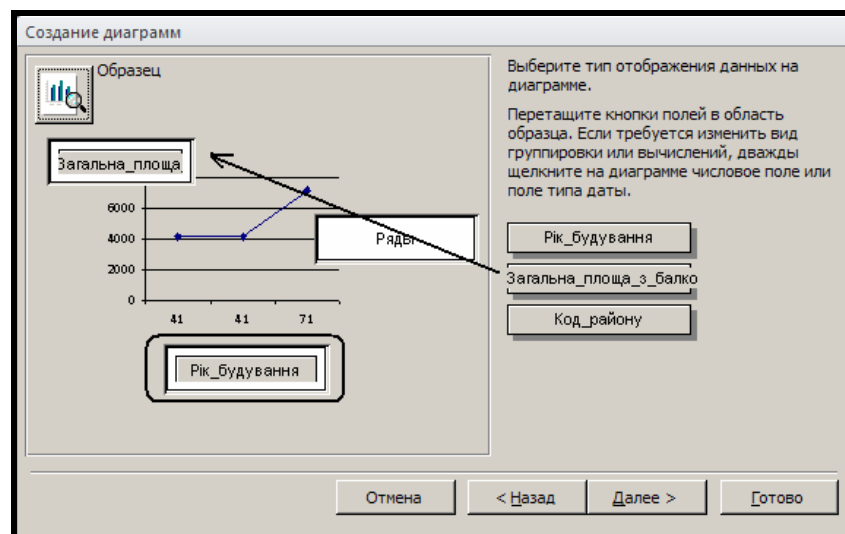 Создание диаграмм
Образец
Загальна_площа
6000
4000
2000
0
41 41 71
Ряды
Рік_будування
Выберите тип отображения данных на
диаграмме.
Перетащите кнопки полей в область
образца. Если требуется изменить вид
группировки или вычислений, дважды
щелкните на диаграмме числовое поле или
поле типа даты.
Рік_будування
Загальна_площа_з_балко
Код_району
Отмена
< Назад
Далее >
Готово